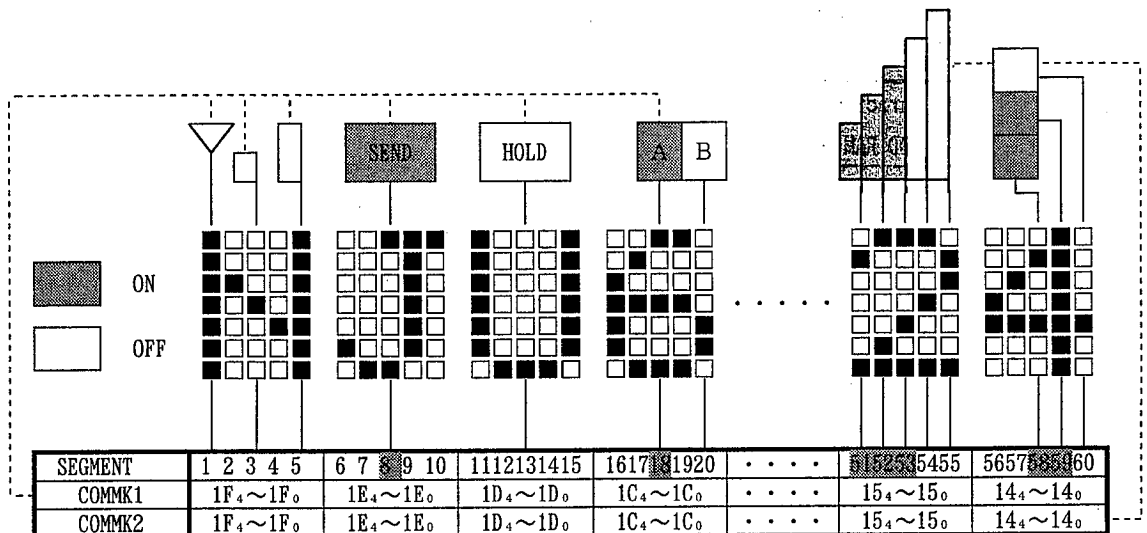 SEND
HOLD
A B
ON
OFF
SEGMENT 1 2 3 4 5 6 7 8 9 10 1112131415 1617181920 · · · · 5152535455 5657585960
COMMK1 1F₄～1F₀ 1E₄～1E₀ 1D₄～1D₀ 1C₄～1C₀ · · · · 15₄～15₀ 14₄～14₀
COMMK2 1F₄～1F₀ 1E₄～1E₀ 1D₄～1D₀ 1C₄～1C₀ · · · · 15₄～15₀ 14₄～14₀